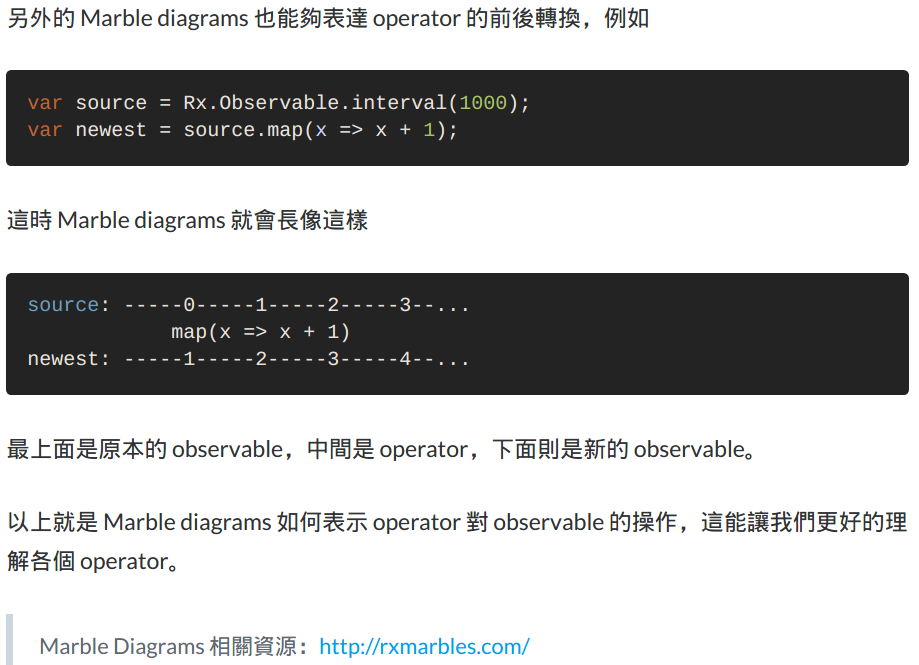 另外的 Marble diagrams 也能夠表達 operator 的前後轉換，例如
var source = Rx.Observable.interval(1000);
var newest = source.map(x => x + 1);
這時 Marble diagrams 就會長像這樣
source: -----0-----1-----2-----3--...
            map(x => x + 1)
newest: -----1-----2-----3-----4--...
最上面是原本的 observable，中間是 operator，下面則是新的 observable。
以上就是 Marble diagrams 如何表示 operator 對 observable 的操作，這能讓我們更好的理
解各個 operator。
Marble Diagrams 相關資源：http://rxmarbles.com/